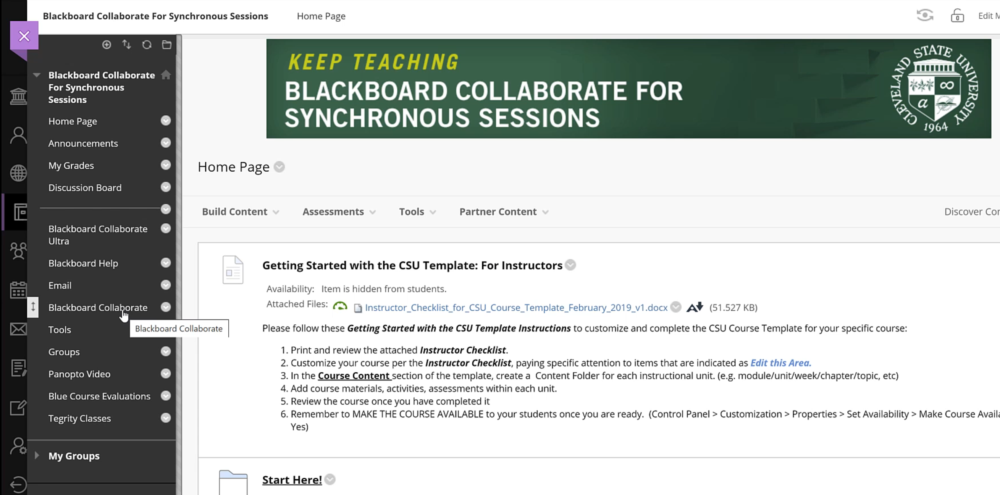 Blackboard Collaborate For Synchronous Sessions Home Page
0 Edit M
Blackboard Collaborate
For Synchronous
Sessions
Home Page
Announcements
My Grades
Discussion Board
Blackboard Collaborate
Ultra
Blackboard Help
Email
Blackboard Collaborate
Blackboard Collaborate
Tools
Groups
Panopto Video
Blue Course Evaluations
Tegrity Classes
My Groups
KEEP TEACHING
BLACKBOARD COLLABORATE FOR
SYNCHRONOUS SESSIONS
CLEVELAND STATE UNIVERSITY
a
1964
Home Page
Build Content Assessments Tools Partner Content Discover Con
Getting Started with the CSU Template: For Instructors
Availability: Item is hidden from students.
Attached Files: Instructor_Checklist_for_CSU_Course_Template_February_2019_v1.docx A (51.527 KB)
Please follow these Getting Started with the CSU Template Instructions to customize and complete the CSU Course Template for your specific course:
1. Print and review the attached Instructor Checklist.
2. Customize your course per the Instructor Checklist, paying specific attention to items that are indicated as Edit this Area.
3. In the Course Content section of the template, create a Content Folder for each instructional unit. (e.g. module/unit/week/chapter/topic, etc)
4. Add course materials, activities, assessments within each unit.
5. Review the course once you have completed it
6. Remember to MAKE THE COURSE AVAILABLE to your students once you are ready. (Control Panel > Customization > Properties > Set Availability > Make Course Availa
Yes)
Start Here!